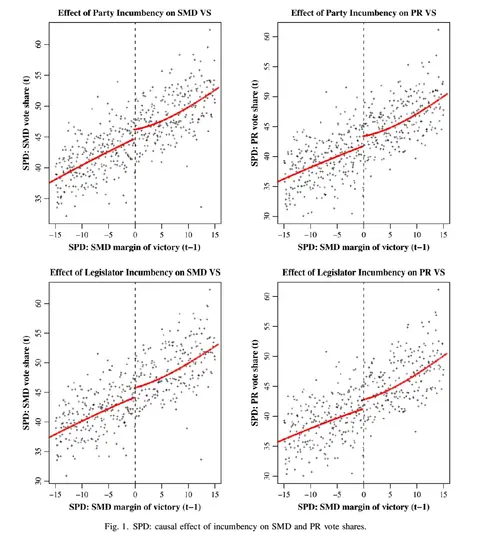 Effect of Party Incumbency on SMD VS
SPD: SMD vote share (t)
60
55
50
45
40
35
−15 −10 −5 0 5 10 15
SPD: SMD margin of victory (t−1)
Effect of Party Incumbency on PR VS
SPD: PR vote share (t)
60
55
50
45
40
35
30
−15 −10 −5 0 5 10 15
SPD: SMD margin of victory (t−1)
Effect of Legislator Incumbency on SMD VS
SPD: SMD vote share (t)
60
55
50
45
40
35
30
−15 −10 −5 0 5 10 15
SPD: SMD margin of victory (t−1)
Effect of Legislator Incumbency on PR VS
SPD: PR vote share (t)
60
55
50
45
40
35
30
−15 −10 −5 0 5 10 15
SPD: SMD margin of victory (t−1)
Fig. 1. SPD: causal effect of incumbency on SMD and PR vote shares.